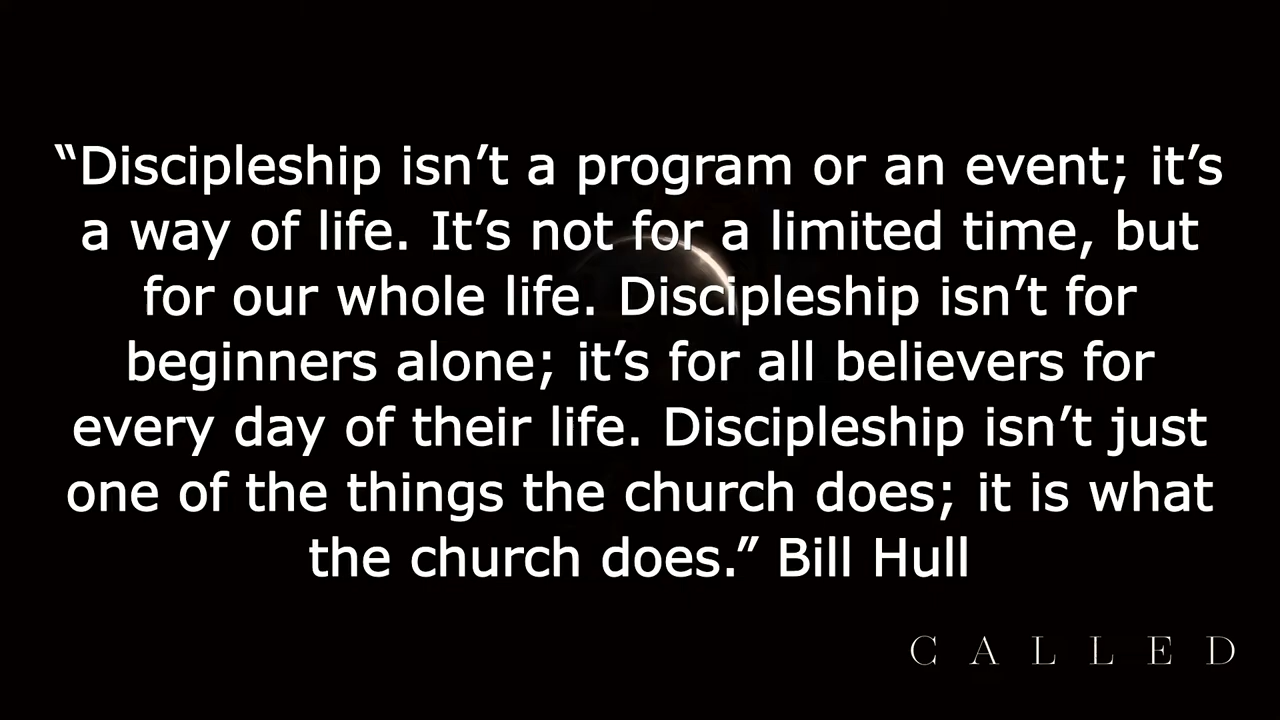 “Discipleship isn’t a program or an event; it’s
a way of life. It’s not for a limited time, but
for our whole life. Discipleship isn’t for
beginners alone; it’s for all believers for
every day of their life. Discipleship isn’t just
one of the things the church does; it is what
the church does.” Bill Hull
CALLED